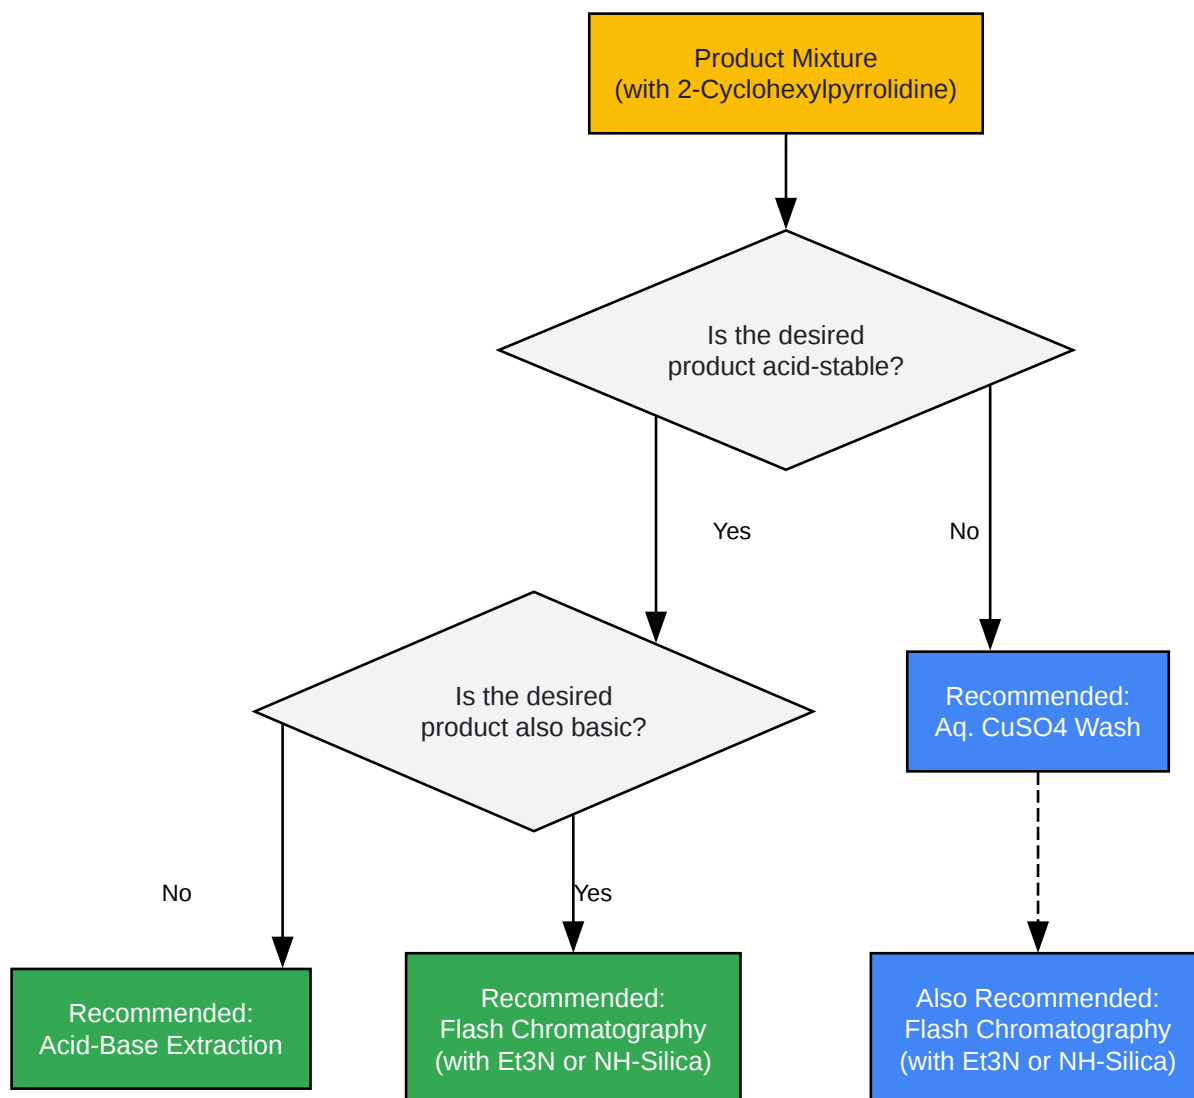 Product Mixture
(with 2-Cyclohexylpyrrolidine)
Is the desired
product acid-stable?
Yes
No
Is the desired
product also basic?
Recommended:
Aq. CuSO4 Wash
No
Yes
Recommended:
Acid-Base Extraction
Recommended:
Flash Chromatography
(with Et3N or NH-Silica)
Also Recommended:
Flash Chromatography
(with Et3N or NH-Silica)